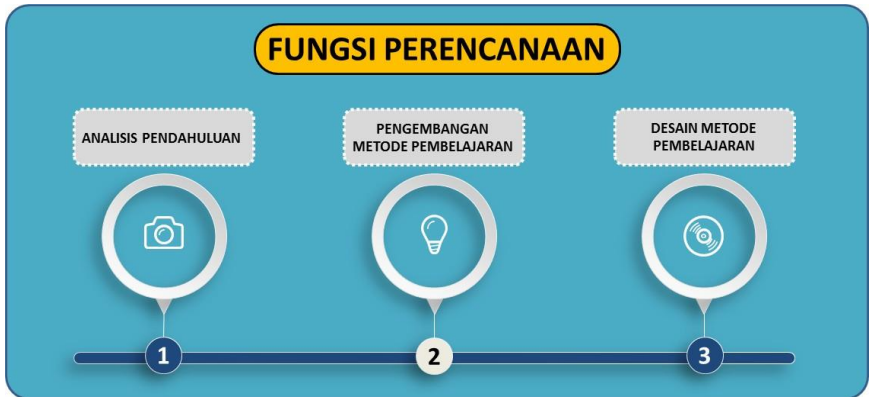 FUNGSI PERENCANAAN
ANALISIS PENDAHULUAN
PENGEMBANGAN
METODE PEMBELAJARAN
DESAIN METODE
PEMBELAJARAN
1
2
3